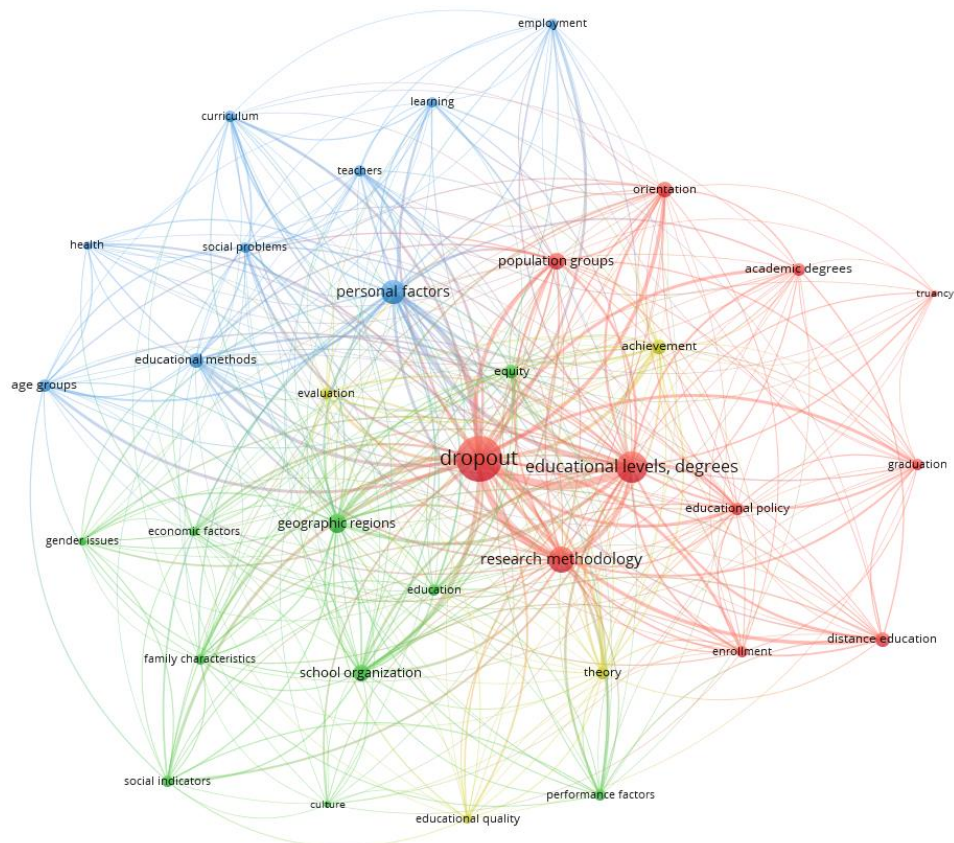 employment
learning
curriculum
teachers
orientation
health
social problems
population groups
academic degrees
personal factors
truancy
achievement
educational methods
equity
age groups
evaluation
dropout
educational levels, degrees
graduation
educational policy
geographic regions
economic factors
gender issues
research methodology
education
distance education
enrollment
family characteristics
school organization
theory
social indicators
performance factors
culture
educational quality